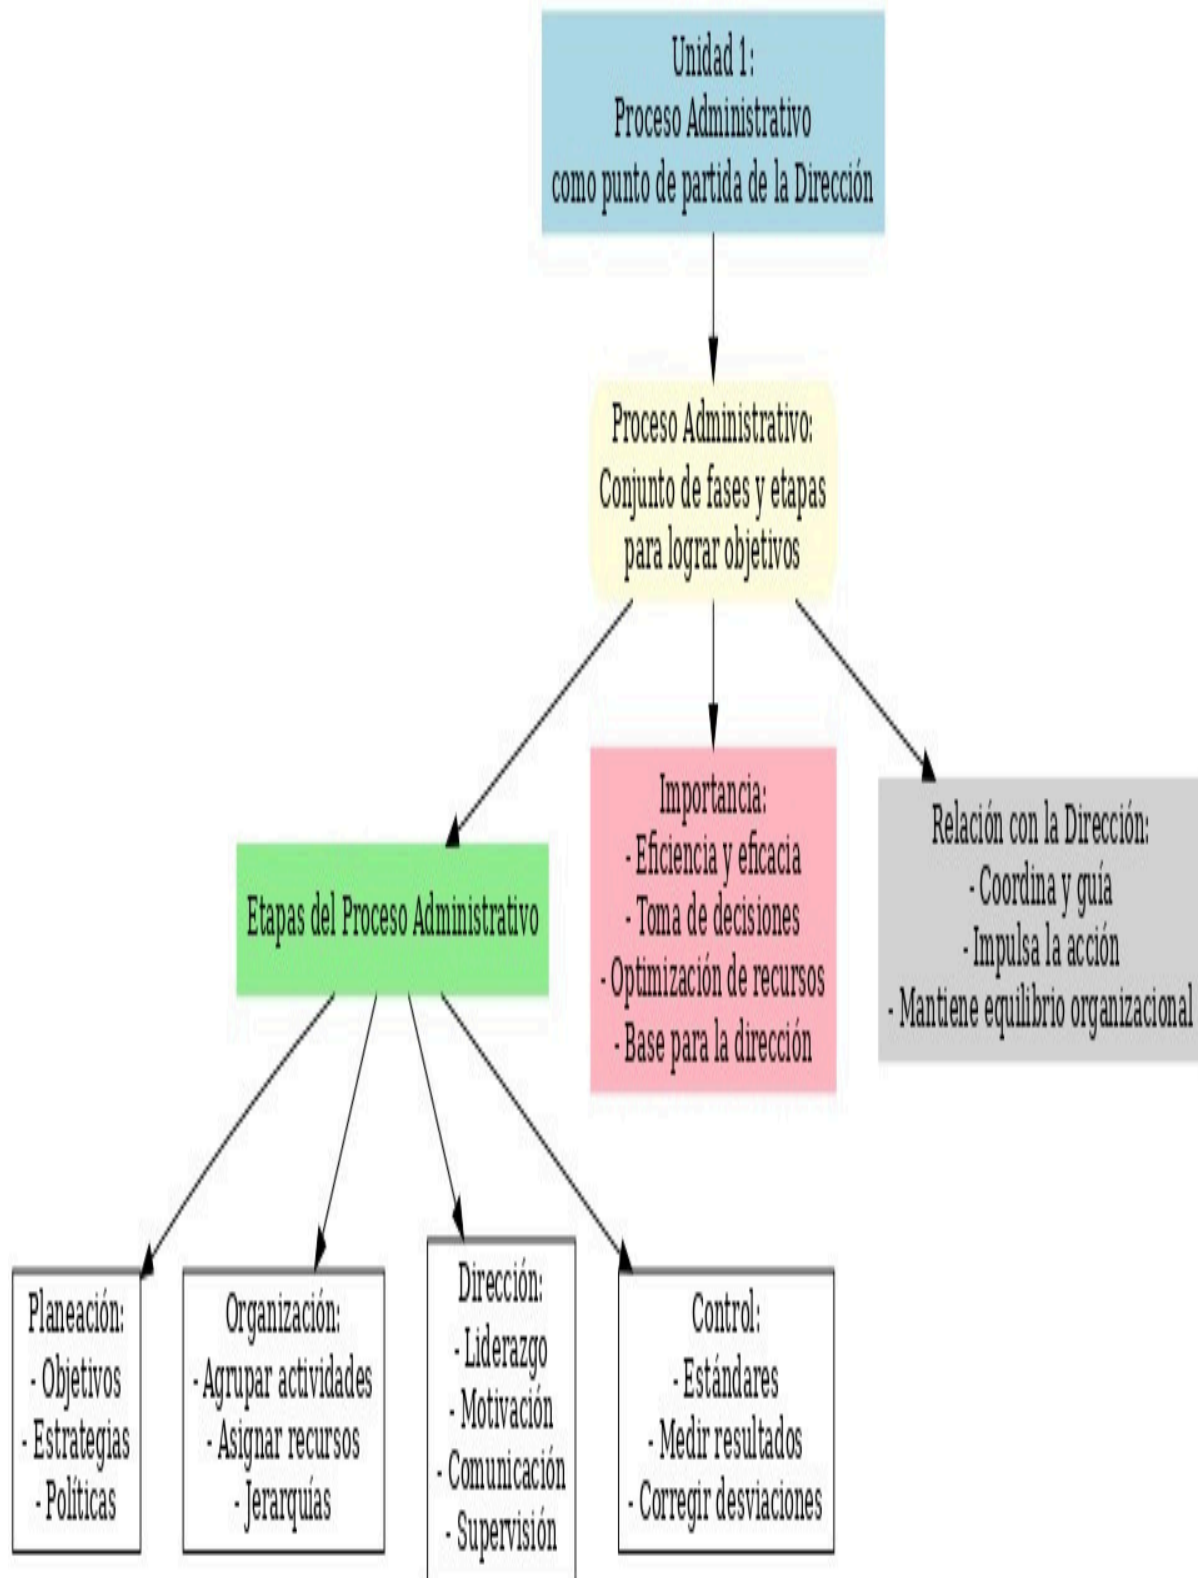 Unidad 1:
Proceso Administrativo
como punto de partida de la Dirección
Proceso Administrativo:
Conjunto de fases y etapas
para lograr objetivos
Etapas del Proceso Administrativo
Importancia:
- Eficiencia y eficacia
- Toma de decisiones
- Optimización de recursos
- Base para la dirección
Relación con la Dirección:
- Coordina y guía
- Impulsa la acción
- Mantiene equilibrio organizacional
Planeación:
- Objetivos
- Estrategias
- Políticas
Organización:
- Agrupar actividades
- Asignar recursos
- Jerarquías
Dirección:
- Liderazgo
- Motivación
- Comunicación
- Supervisión
Control:
- Estándares
- Medir resultados
- Corregir desviaciones